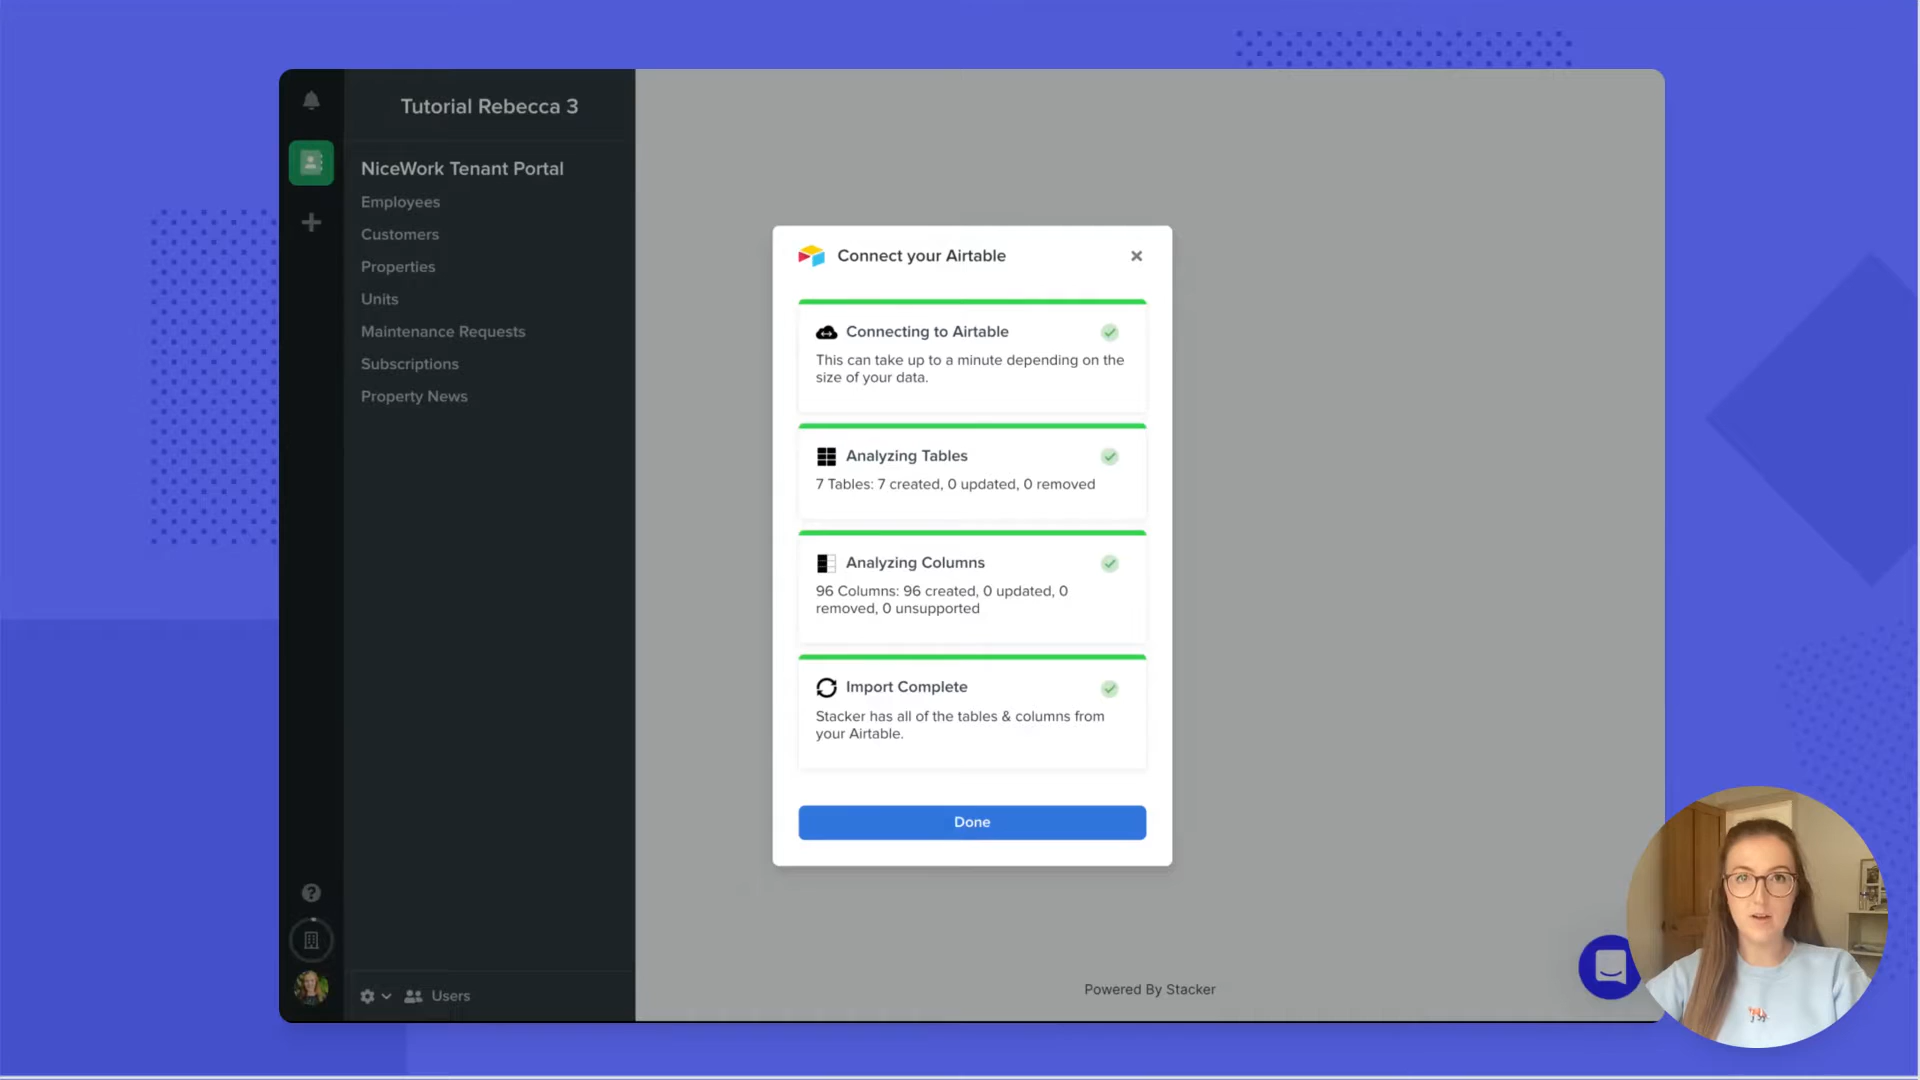 Tutorial Rebecca 3
NiceWork Tenant Portal
Employees
Customers
Properties
Units
Maintenance Requests
Subscriptions
Property News
Users
Connect your Airtable
Connecting to Airtable
This can take up to a minute depending on the
size of your data.
Analyzing Tables
7 Tables: 7 created, 0 updated, 0 removed
Analyzing Columns
96 Columns: 96 created, 0 updated, 0
removed, 0 unsupported
Import Complete
Stacker has all of the tables & columns from
your Airtable.
Done
Powered By Stacker